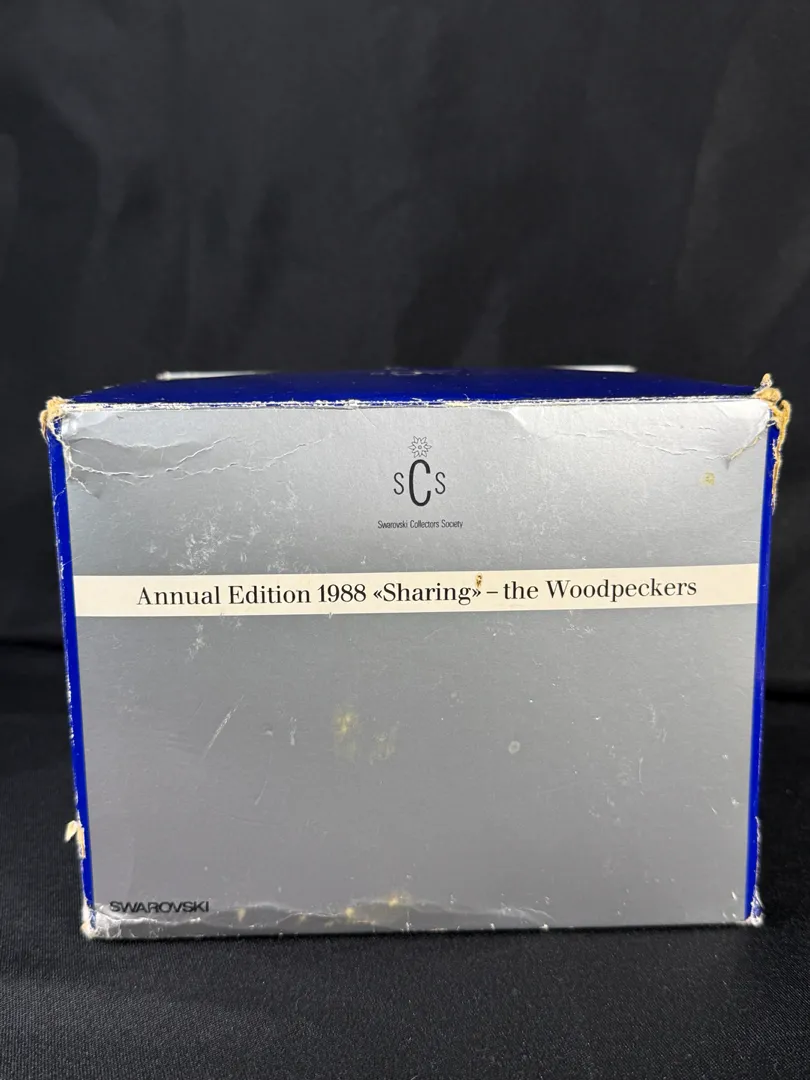 SCS
Swarovski Collectors Society
Annual Edition 1988 «Sharing» – the Woodpeckers
SWAROVSKI